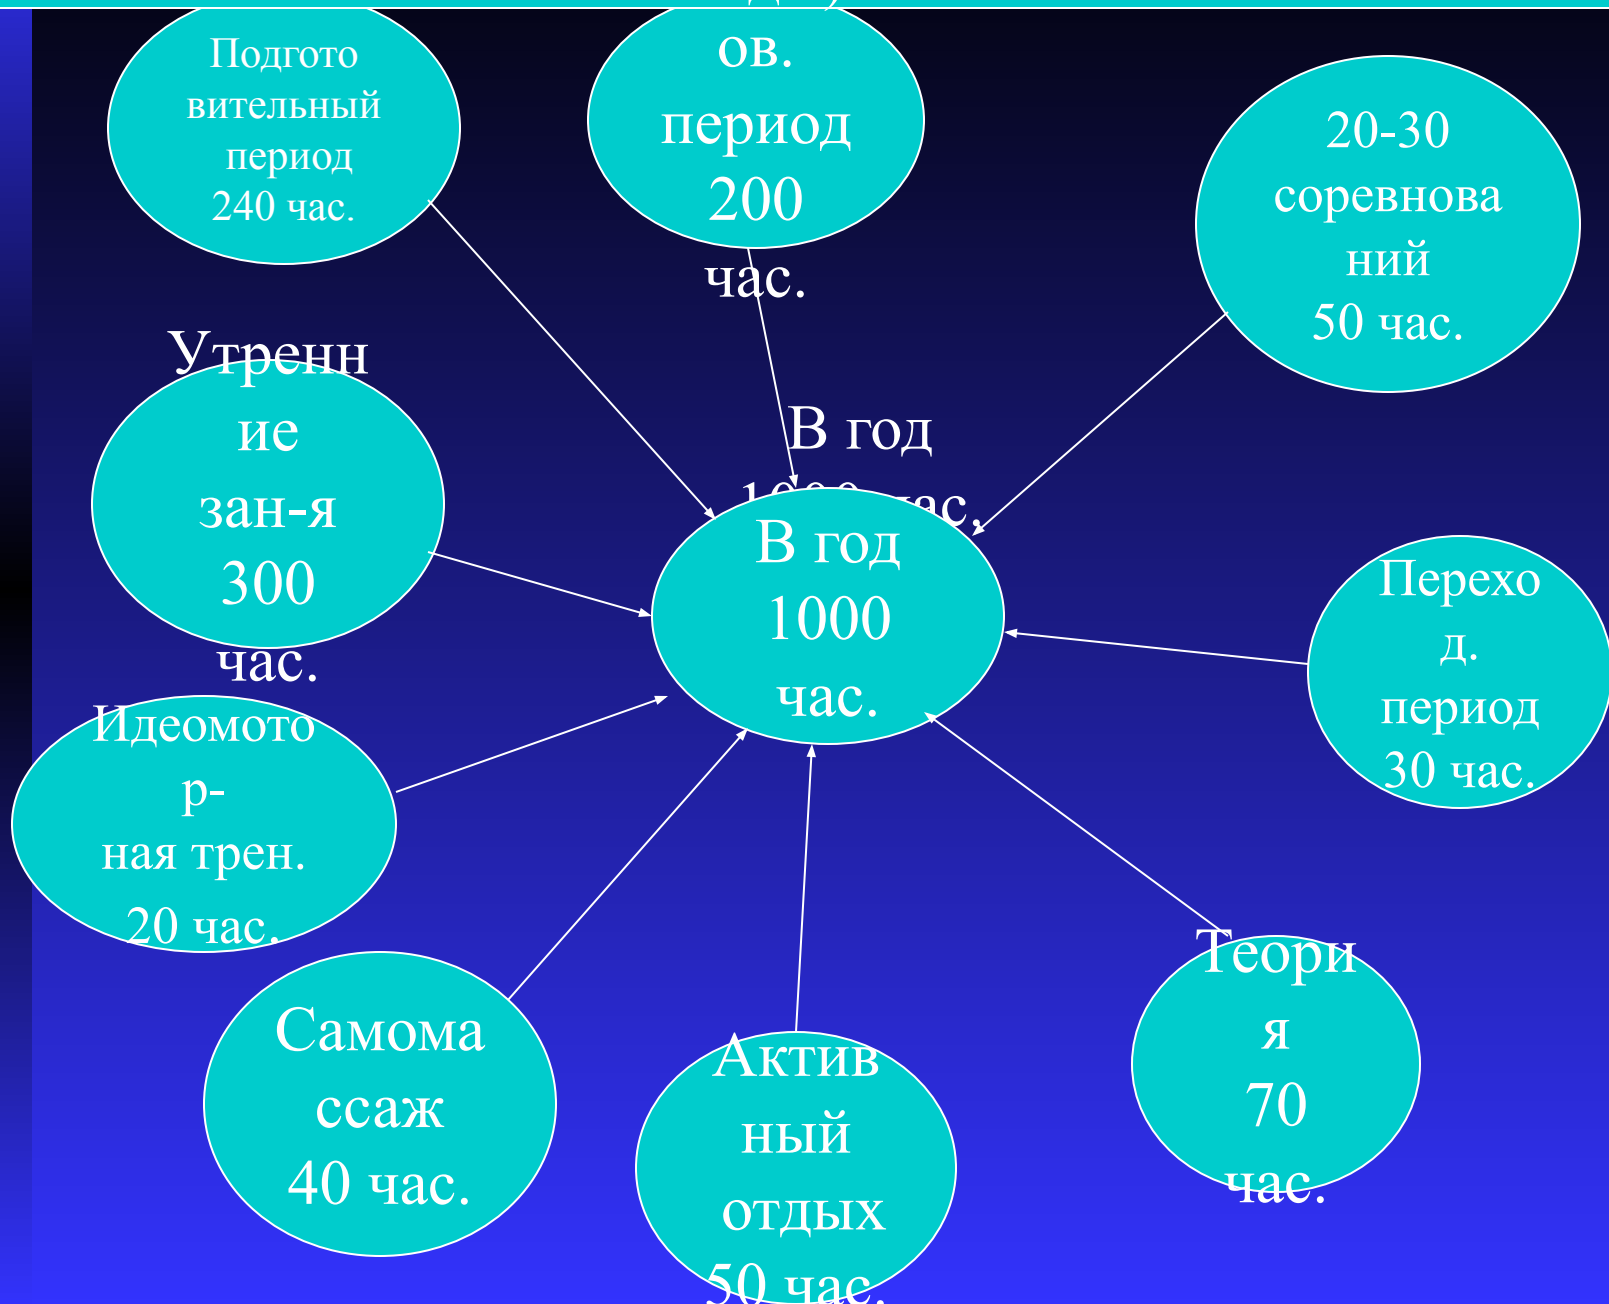 Подгото
вительный
период
240 час.
ов.
период
200
час.
20-30
соревнова
ний
50 час.
Утренн
ие
зан-я
300
час.
В год
В год
1000
час.
Перехо
д.
период
30 час.
Идеомото
р-
ная трен.
20 час.
Самома
ссаж
40 час.
Актив
ный
отдых
50 час.
Теори
я
70
час.